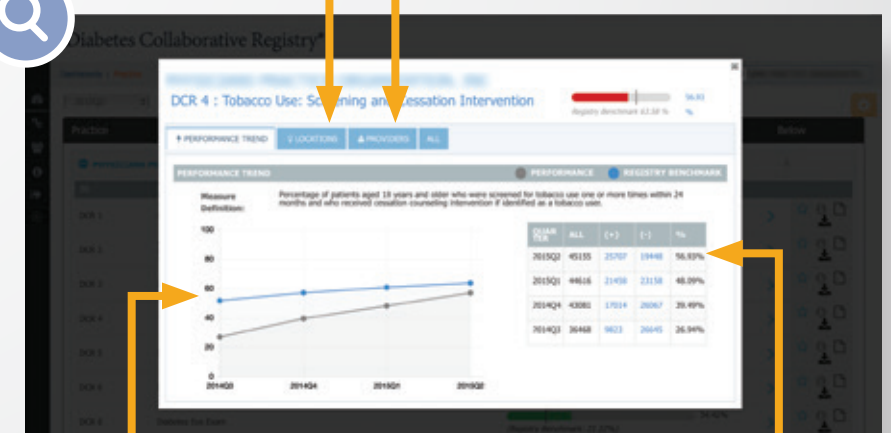 Diabetes Collaborative Registry®
Practice
Below
DCR 4 : Tobacco Use: Screening and Cessation Intervention
56.93
%
Registry Benchmark 63.58 %
PERFORMANCE TREND
LOCATIONS
PROVIDERS
ALL
PERFORMANCE TREND
PERFORMANCE
REGISTRY BENCHMARK
Measure Definition:
Percentage of patients aged 18 years and older who were screened for tobacco use one or more times within 24
months and who received cessation counseling intervention if identified as a tobacco user.
100
80
60
40
20
0
2014Q3
2014Q4
2015Q1
2015Q2
QUARTER ALL (+) (-) %
2015Q2 45155 25707 19448 56.93%
2015Q1 44616 21458 23158 48.09%
2014Q4 43081 17014 26067 39.49%
2014Q3 36468 9823 26645 26.94%
DCR 1
DCR 2
DCR 3
DCR 4
DCR 5
DCR 6
DCR 8
Diabetes Eye Exam